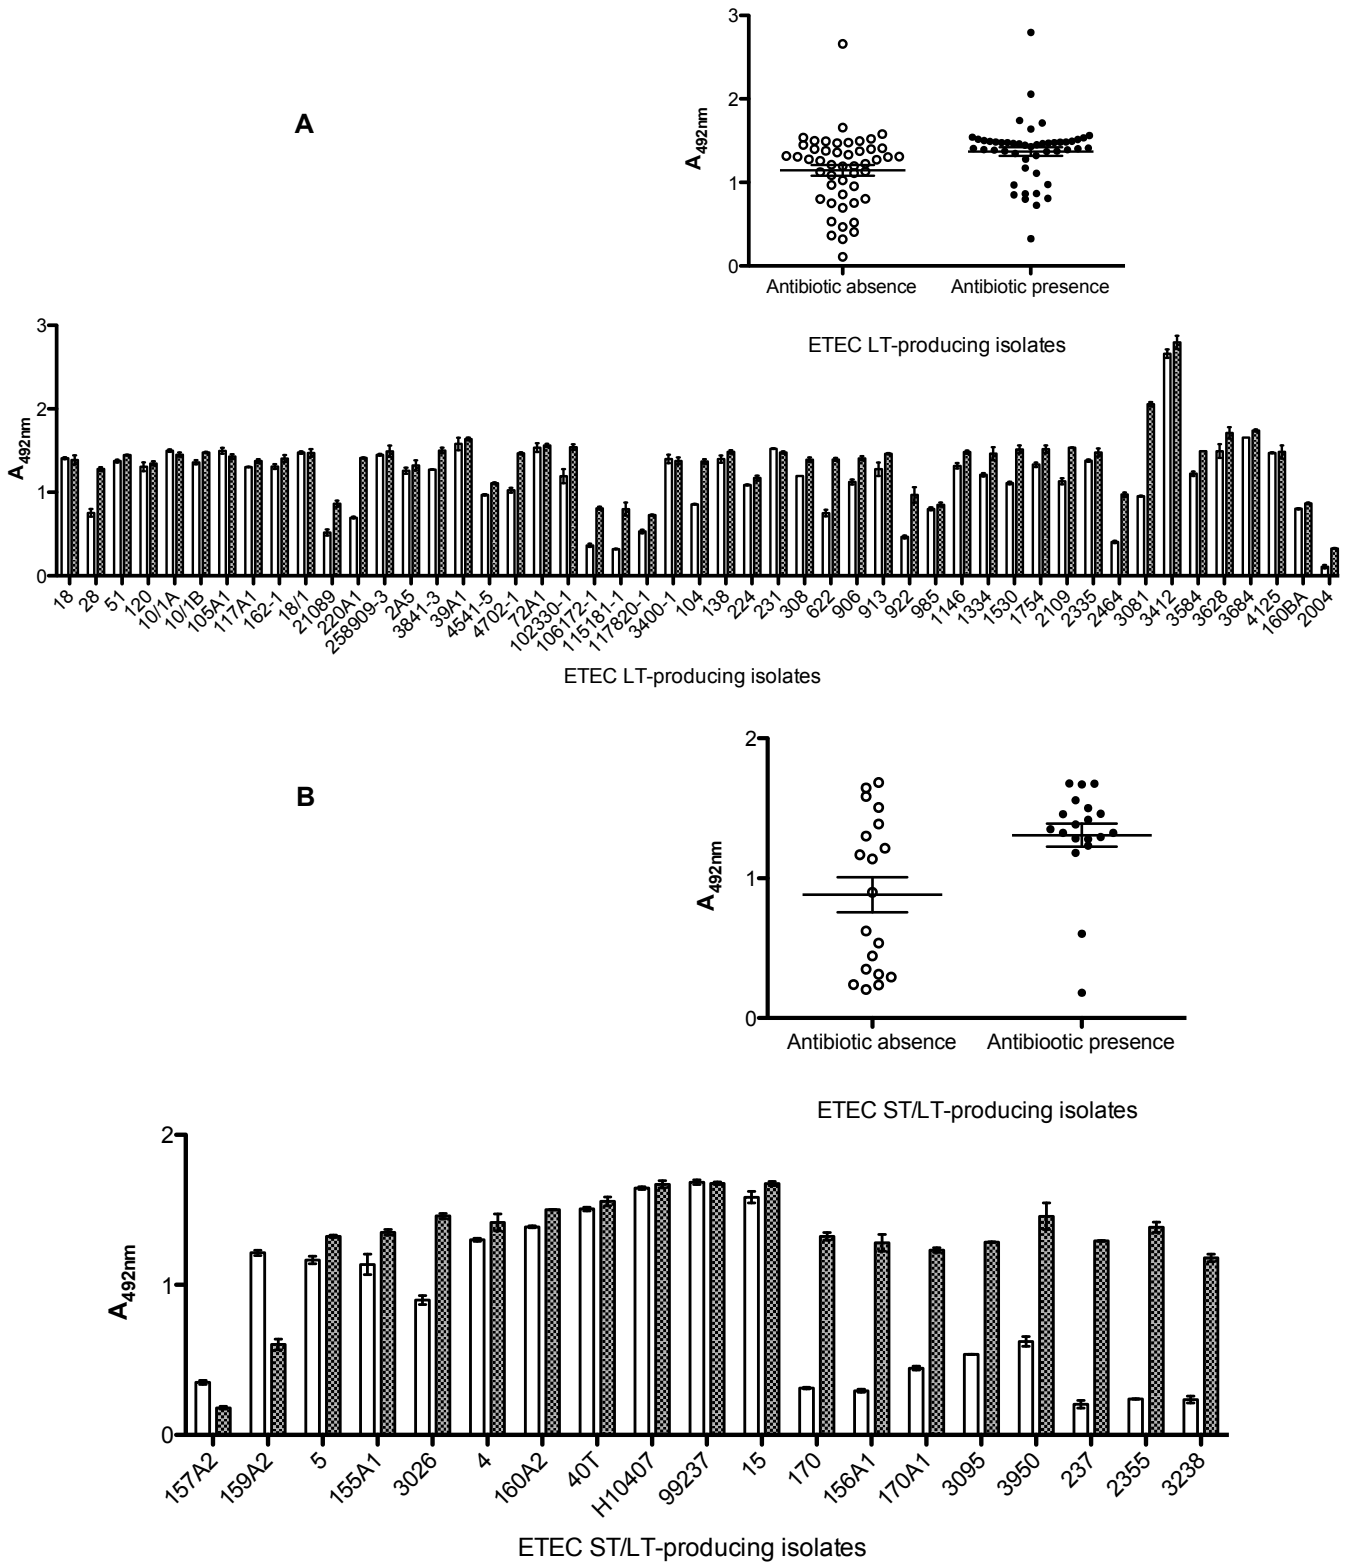 A
3
2
1
0
A492nm
Antibiotic absence Antibiotic presence
ETEC LT-producing isolates
3
2
1
0
A492nm
18 28 51 120 10/1A 10/1B 105A1 117A1 162-1 18/1 21089 220A1 258909-3 2A5 3841-3 39A1 4541-5 4702-1 72A1 102330-1 106172-1 115181-1 117820-1 3400-1 104 138 224 231 308 622 906 913 922 985 1146 1334 1530 1754 2109 2335 2464 3081 3412 3584 3628 3684 4125 160BA 2004
ETEC LT-producing isolates
B
2
1
0
A492nm
Antibiotic absence Antibiootic presence
ETEC ST/LT-producing isolates
2
1
0
A492nm
157A2 159A2 5 155A1 3026 4 160A2 40T H10407 99237 15 170 156A1 170A1 3095 3950 237 2355 3238
ETEC ST/LT-producing isolates